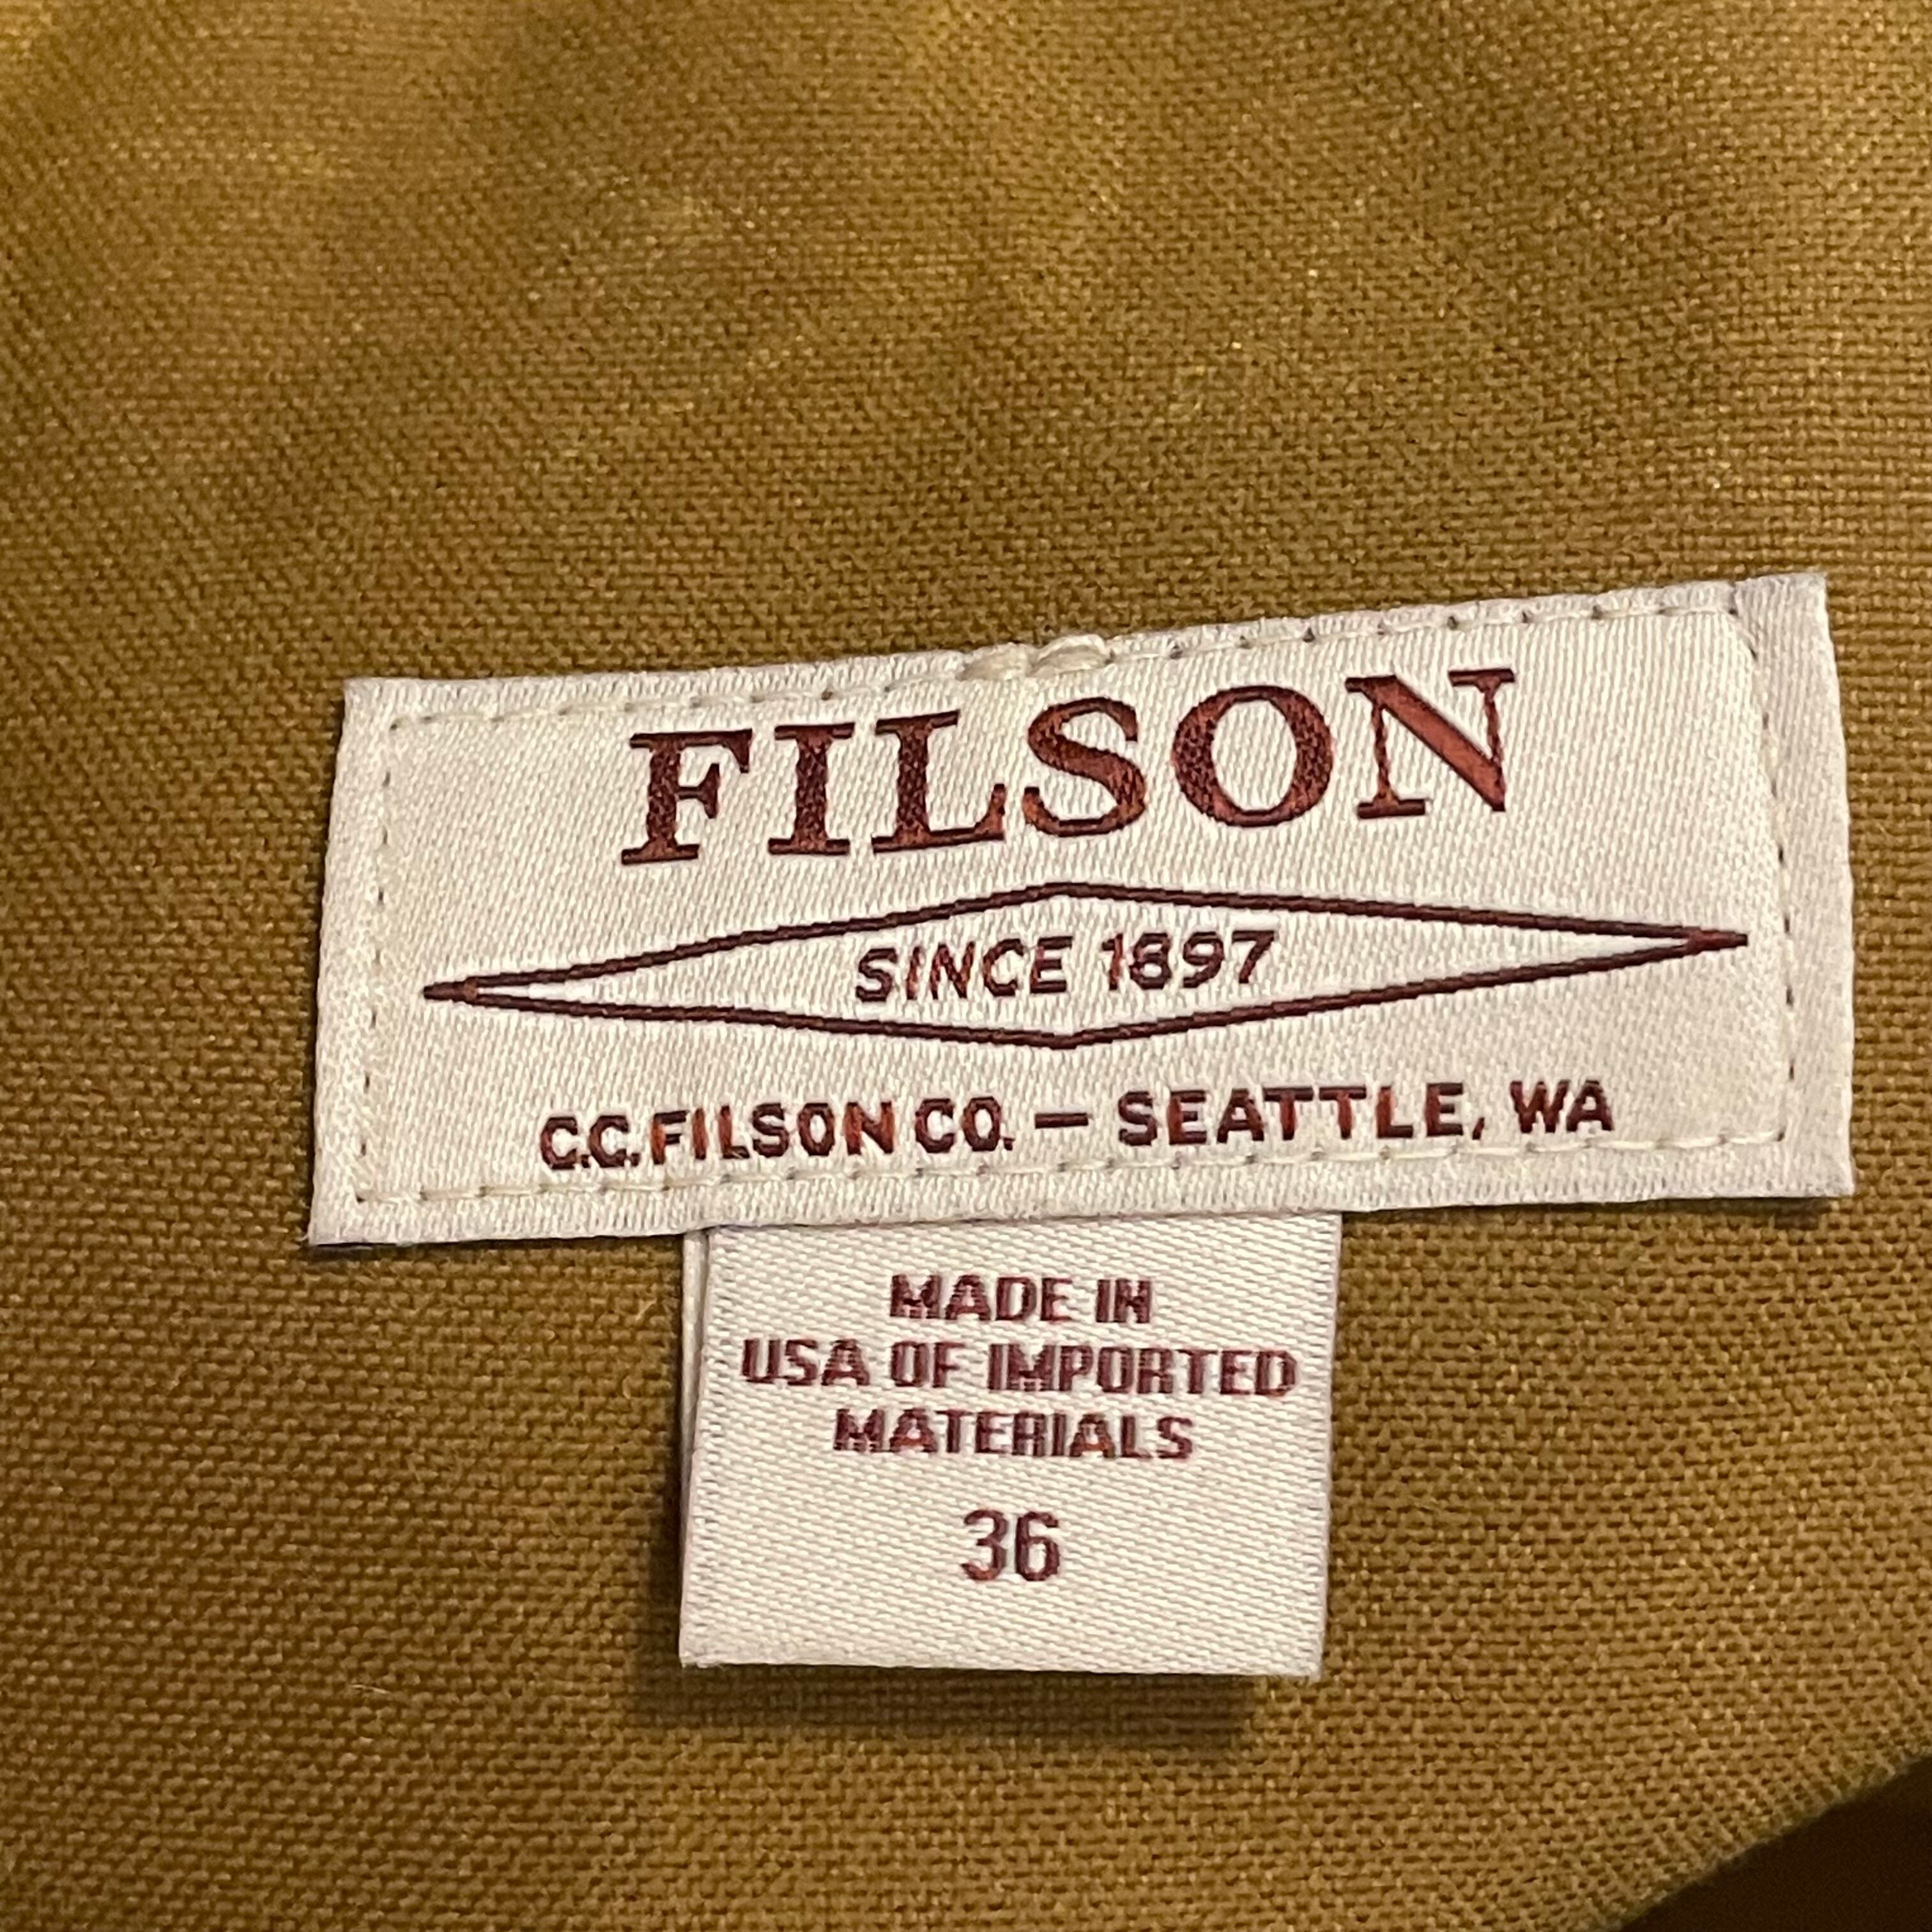 FILSON
SINCE 1897
C.C. FILSON CO. — SEATTLE, WA
MADE IN
USA OF IMPORTED
MATERIALS
36